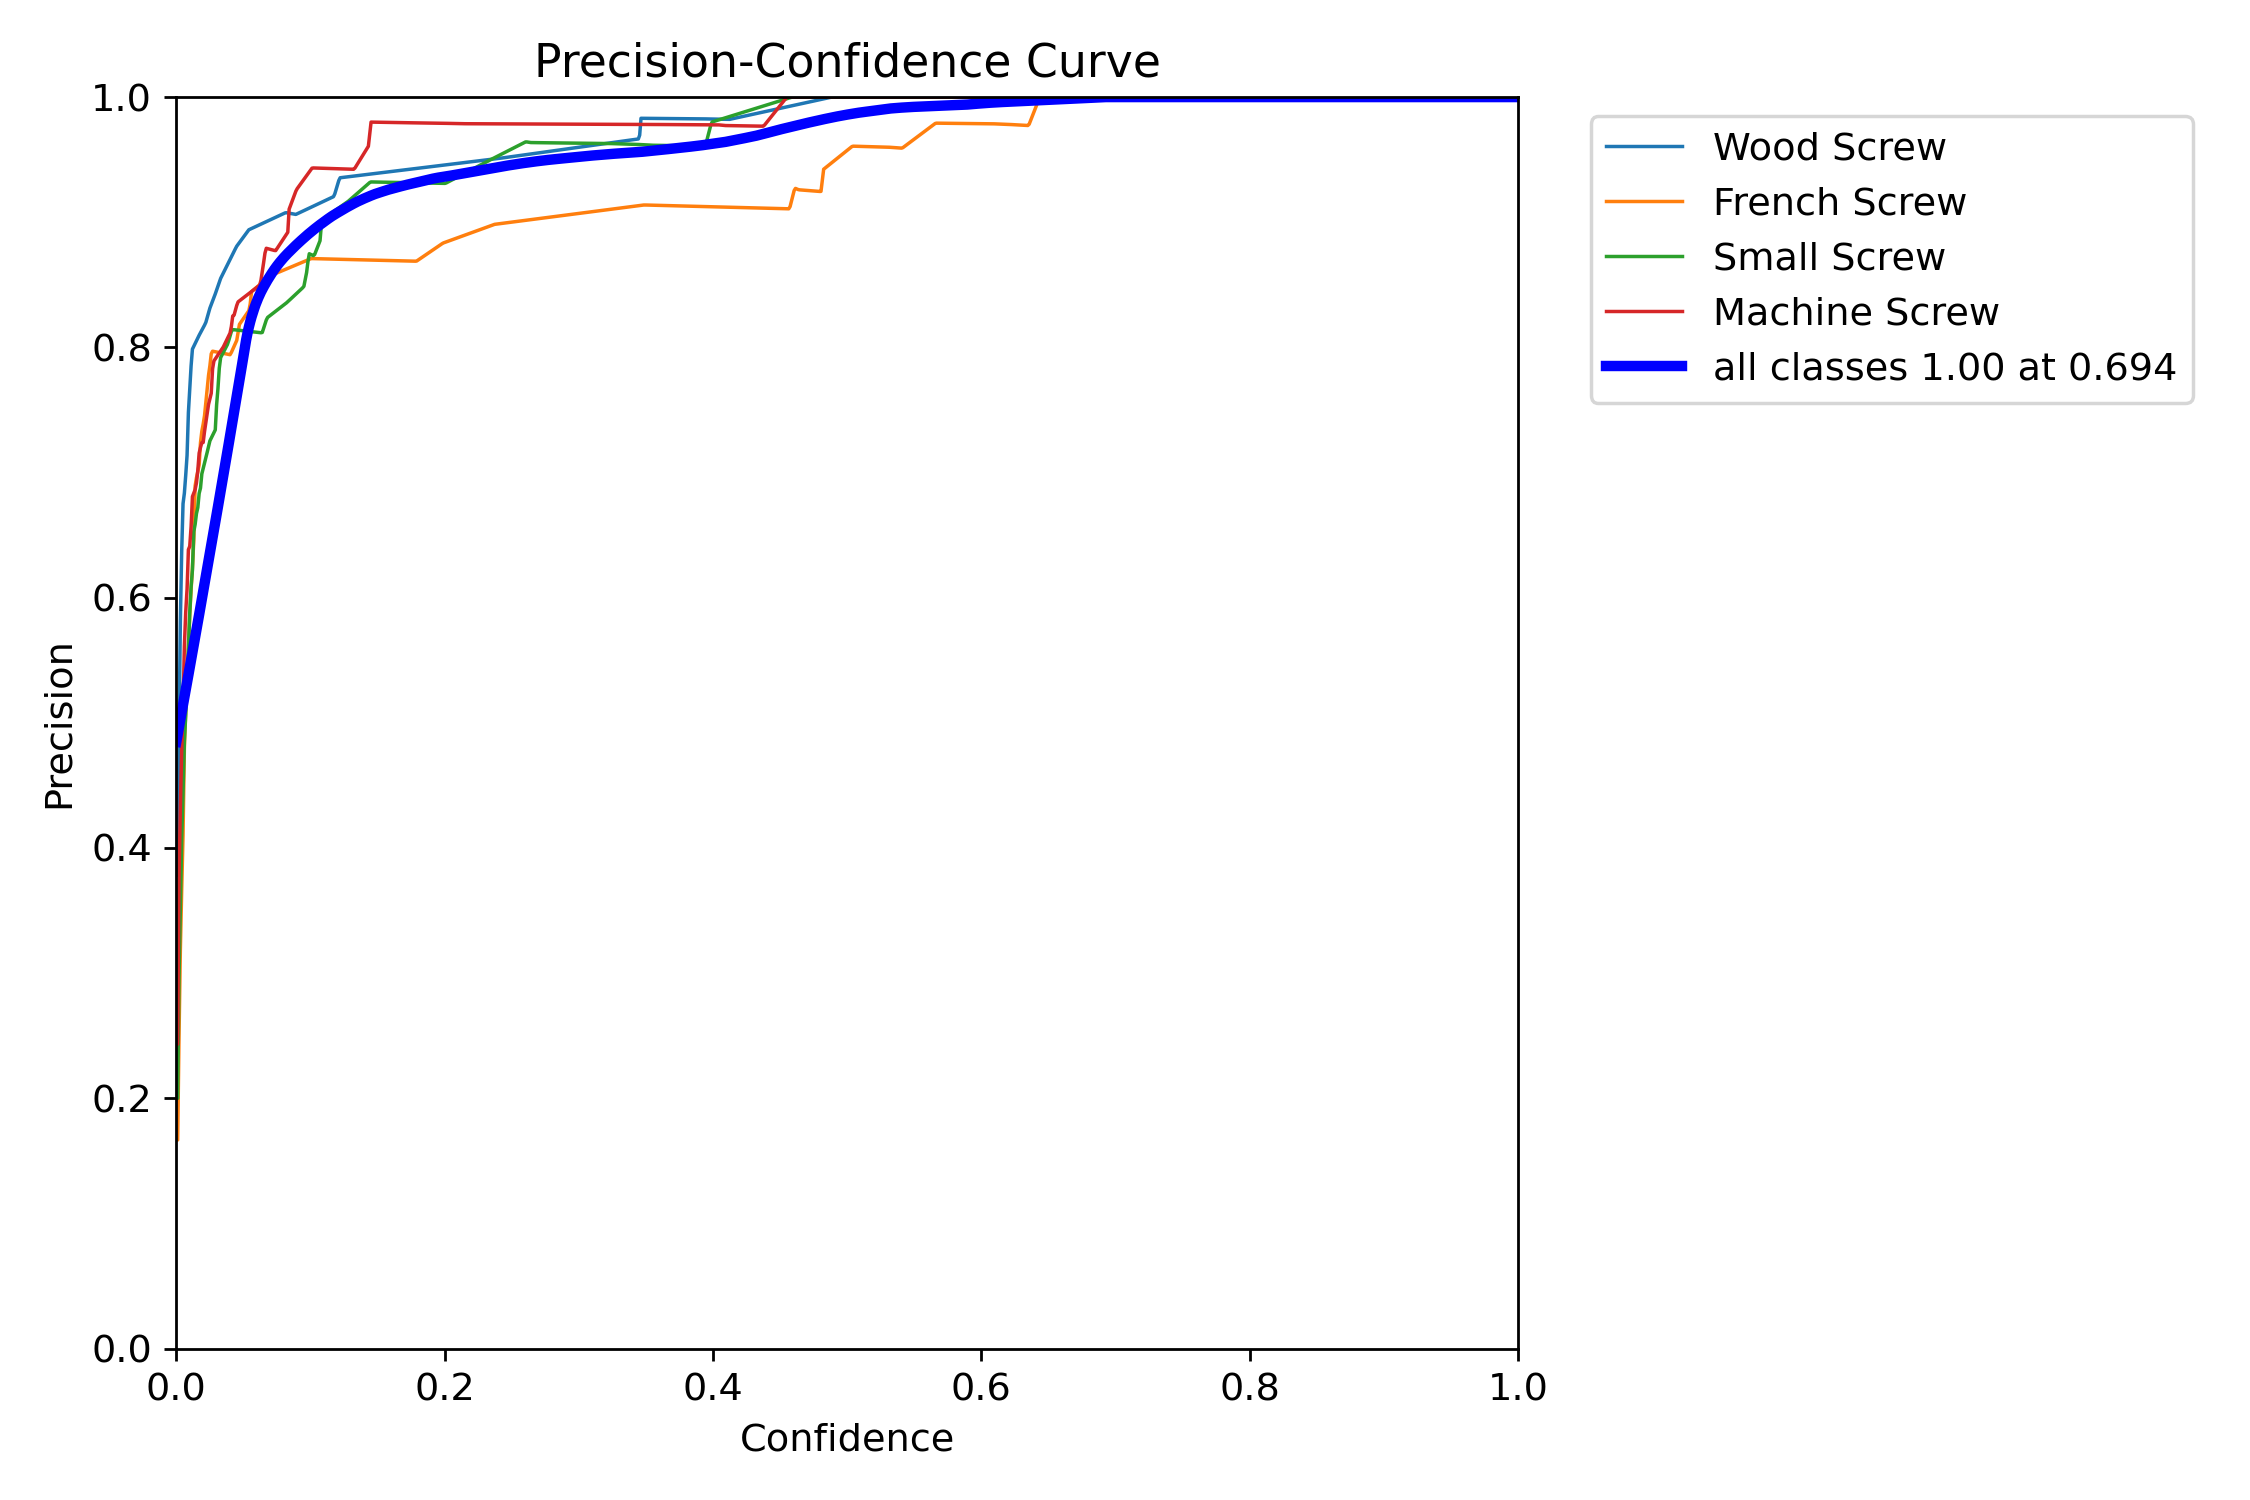 Precision-Confidence Curve
1.0
0.8
0.6
0.4
0.2
0.0
Precision
0.0 0.2 0.4 0.6 0.8 1.0
Confidence
Wood Screw
French Screw
Small Screw
Machine Screw
all classes 1.00 at 0.694